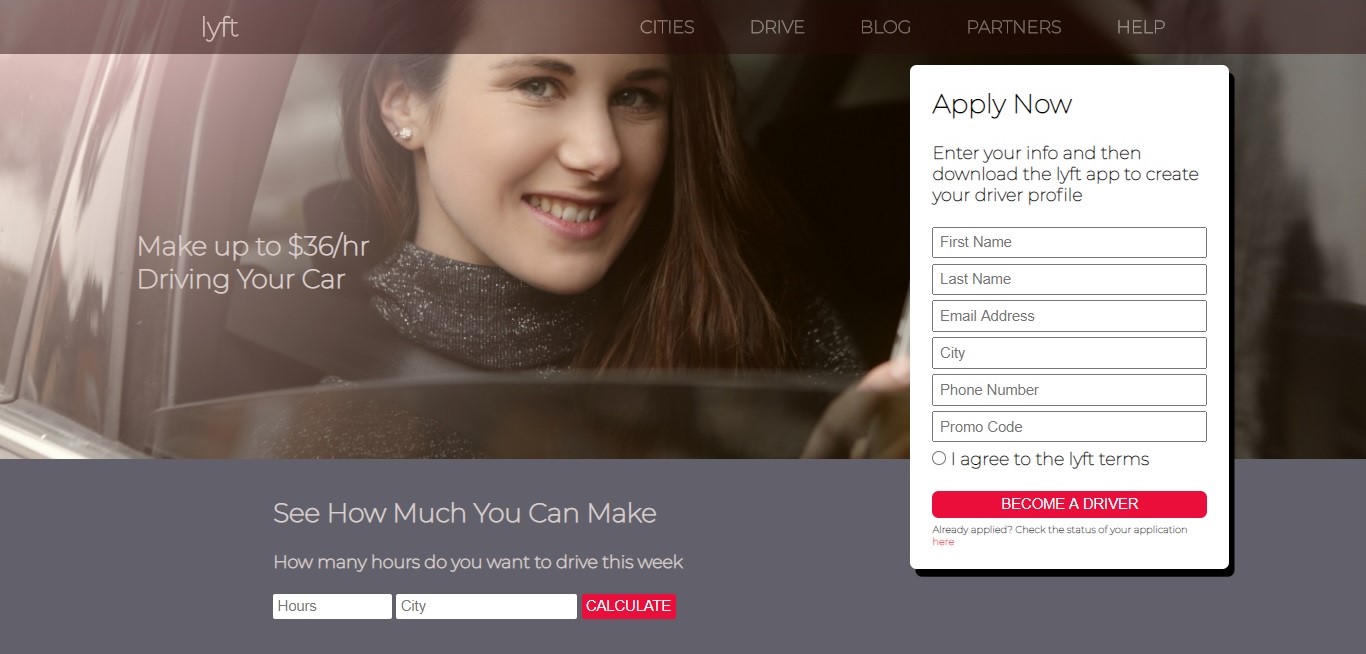 lyft
CITIES DRIVE BLOG PARTNERS HELP
Make up to $36/hr
Driving Your Car
Apply Now
Enter your info and then
download the lyft app to create
your driver profile
First Name
Last Name
Email Address
City
Phone Number
Promo Code
I agree to the lyft terms
BECOME A DRIVER
Already applied? Check the status of your application
here
See How Much You Can Make
How many hours do you want to drive this week
Hours City CALCULATE